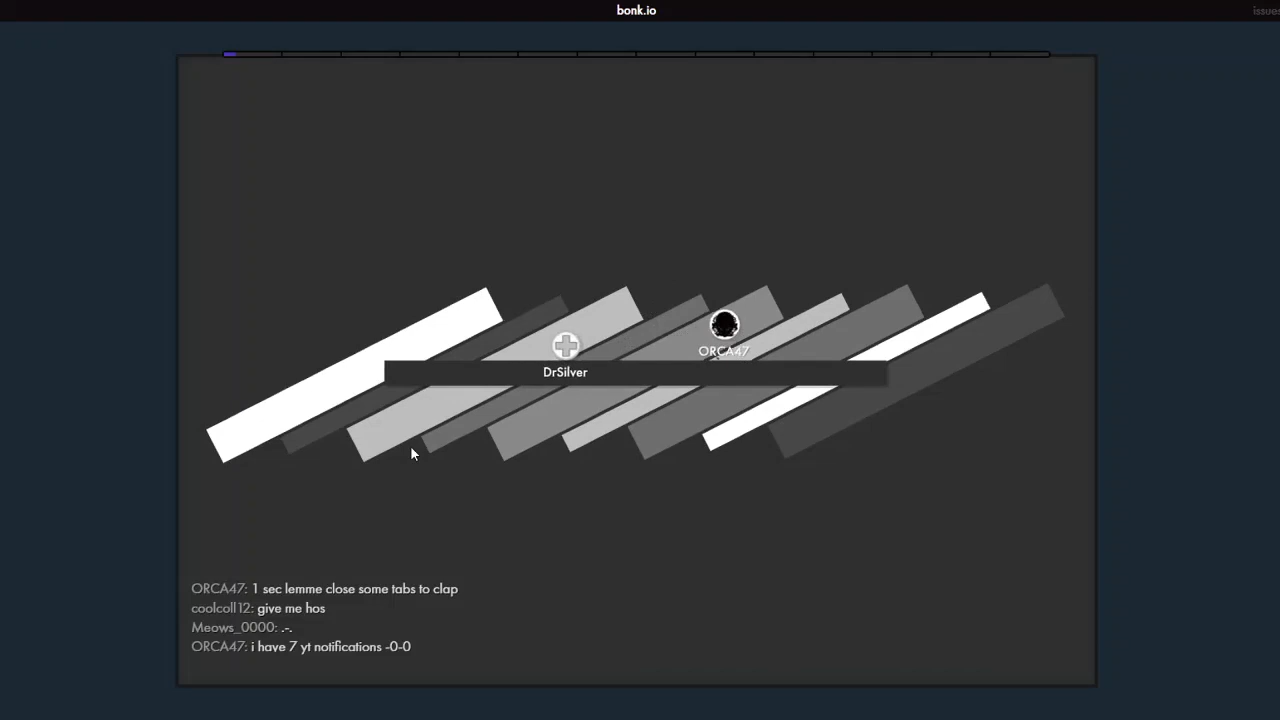 bonk.io
issues
ORCA47
DrSilver
ORCA47: 1 sec lemme close some tabs to clap
coolcoll12: give me hos
Meows_0000: .-.
ORCA47: i have 7 yt notifications -0-0